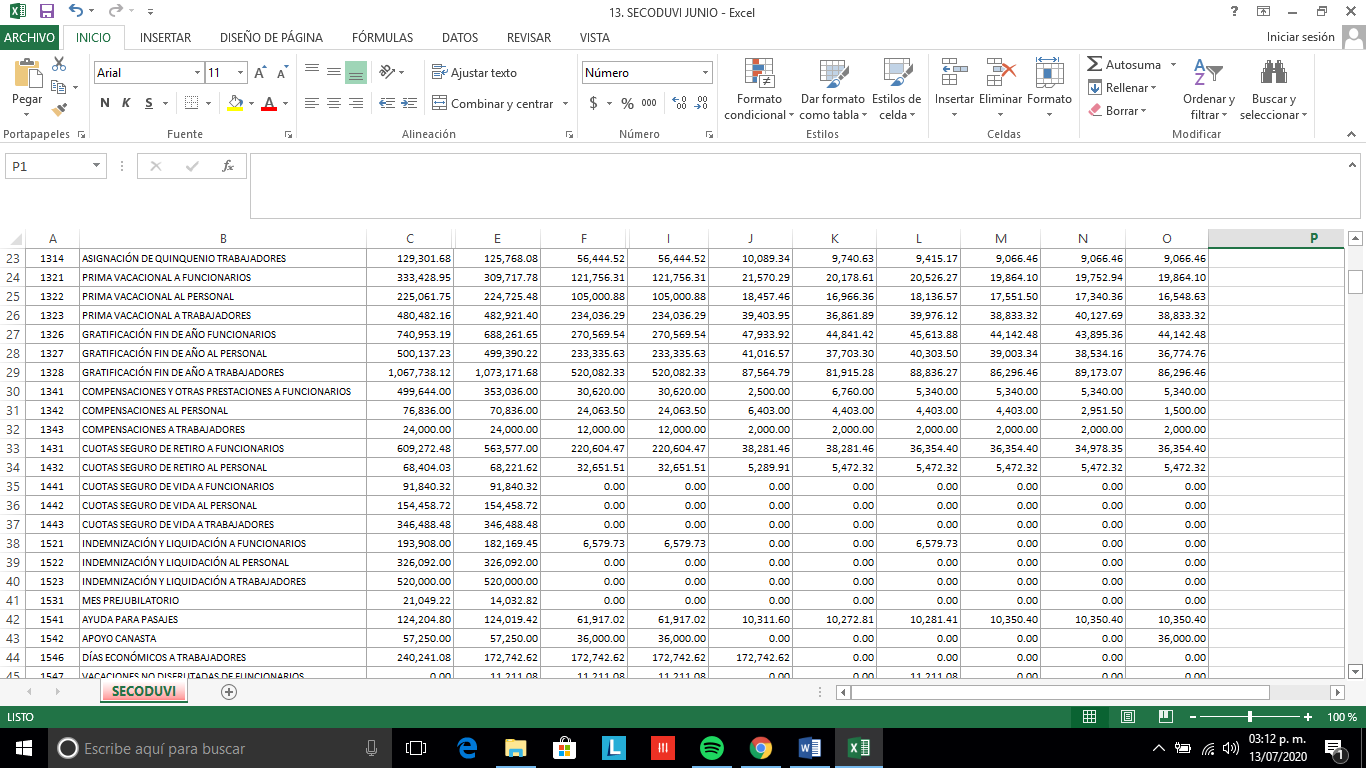 13. SECODUVI JUNIO - Excel
ARCHIVO INICIO INSERTAR DISEÑO DE PÁGINA FÓRMULAS DATOS REVISAR VISTA Iniciar sesión
Pegar
Arial 11
N K S A
Ajustar texto
Combinar y centrar
Número
$ % 000
Formato condicional
Dar formato como tabla
Estilos de celda
Insertar Eliminar Formato
Autosuma
Rellenar
Borrar
Ordenar y filtrar
Buscar y seleccionar
Portapapeles Fuente Alineación Número Estilos Celdas Modificar
P1 fx
A B C E F I J K L M N O P
23 1314 ASIGNACIÓN DE QUINQUENIO TRABAJADORES 129,301.68 125,768.08 56,444.52 56,444.52 10,089.34 9,740.63 9,415.17 9,066.46 9,066.46 9,066.46
24 1321 PRIMA VACACIONAL A FUNCIONARIOS 333,428.95 309,717.78 121,756.31 121,756.31 21,570.29 20,178.61 20,526.27 19,864.10 19,752.94 19,864.10
25 1322 PRIMA VACACIONAL AL PERSONAL 225,061.75 224,725.48 105,000.88 105,000.88 18,457.46 16,966.36 18,136.57 17,551.50 17,340.36 16,548.63
26 1323 PRIMA VACACIONAL A TRABAJADORES 480,482.16 482,921.40 234,036.29 234,036.29 39,403.95 36,861.89 39,976.12 38,833.32 40,127.69 38,833.32
27 1326 GRATIFICACIÓN FIN DE AÑO FUNCIONARIOS 740,953.19 688,261.65 270,569.54 270,569.54 47,933.92 44,841.42 45,613.88 44,142.48 43,895.36 44,142.48
28 1327 GRATIFICACIÓN FIN DE AÑO AL PERSONAL 500,137.23 499,390.22 233,335.63 233,335.63 41,016.57 37,703.30 40,303.50 39,003.34 38,534.16 36,774.76
29 1328 GRATIFICACIÓN FIN DE AÑO A TRABAJADORES 1,067,738.12 1,073,171.68 520,082.33 520,082.33 87,564.79 81,915.28 88,836.27 86,296.46 89,173.07 86,296.46
30 1341 COMPENSACIONES Y OTRAS PRESTACIONES A FUNCIONARIOS 499,644.00 353,036.00 30,620.00 30,620.00 2,500.00 6,760.00 5,340.00 5,340.00 5,340.00 5,340.00
31 1342 COMPENSACIONES AL PERSONAL 76,836.00 70,836.00 24,063.50 24,063.50 6,403.00 4,403.00 4,403.00 4,403.00 2,951.50 1,500.00
32 1343 COMPENSACIONES A TRABAJADORES 24,000.00 24,000.00 12,000.00 12,000.00 2,000.00 2,000.00 2,000.00 2,000.00 2,000.00 2,000.00
33 1431 CUOTAS SEGURO DE RETIRO A FUNCIONARIOS 609,272.48 563,577.00 220,604.47 220,604.47 38,281.46 38,281.46 36,354.40 36,354.40 34,978.35 36,354.40
34 1432 CUOTAS SEGURO DE RETIRO AL PERSONAL 68,404.03 68,221.62 32,651.51 32,651.51 5,289.91 5,472.32 5,472.32 5,472.32 5,472.32 5,472.32
35 1441 CUOTAS SEGURO DE VIDA A FUNCIONARIOS 91,840.32 91,840.32 0.00 0.00 0.00 0.00 0.00 0.00 0.00 0.00
36 1442 CUOTAS SEGURO DE VIDA AL PERSONAL 154,458.72 154,458.72 0.00 0.00 0.00 0.00 0.00 0.00 0.00 0.00
37 1443 CUOTAS SEGURO DE VIDA A TRABAJADORES 346,488.48 346,488.48 0.00 0.00 0.00 0.00 0.00 0.00 0.00 0.00
38 1521 INDEMNIZACIÓN Y LIQUIDACIÓN A FUNCIONARIOS 193,908.00 182,169.45 6,579.73 6,579.73 0.00 0.00 6,579.73 0.00 0.00 0.00
39 1522 INDEMNIZACIÓN Y LIQUIDACIÓN AL PERSONAL 326,092.00 326,092.00 0.00 0.00 0.00 0.00 0.00 0.00 0.00 0.00
40 1523 INDEMNIZACIÓN Y LIQUIDACIÓN A TRABAJADORES 520,000.00 520,000.00 0.00 0.00 0.00 0.00 0.00 0.00 0.00 0.00
41 1531 MES PREJUBILATORIO 21,049.22 14,032.82 0.00 0.00 0.00 0.00 0.00 0.00 0.00 0.00
42 1541 AYUDA PARA PASAJES 124,204.80 124,019.42 61,917.02 61,917.02 10,311.60 10,272.81 10,281.41 10,350.40 10,350.40 10,350.40
43 1542 APOYO CANASTA 57,250.00 57,250.00 36,000.00 36,000.00 0.00 0.00 0.00 0.00 0.00 36,000.00
44 1546 DÍAS ECONÓMICOS A TRABAJADORES 240,241.08 172,742.62 172,742.62 172,742.62 172,742.62 0.00 0.00 0.00 0.00 0.00
45 1547 VACACIONES NO DISFRUTADAS DE FUNCIONARIOS 0.00 11,211.08 11,211.08 11,211.08 0.00 0.00 11,211.08 0.00 0.00 0.00
SECODUVI
LISTO 100 %
Escribe aquí para buscar
03:12 p. m.
13/07/2020
1